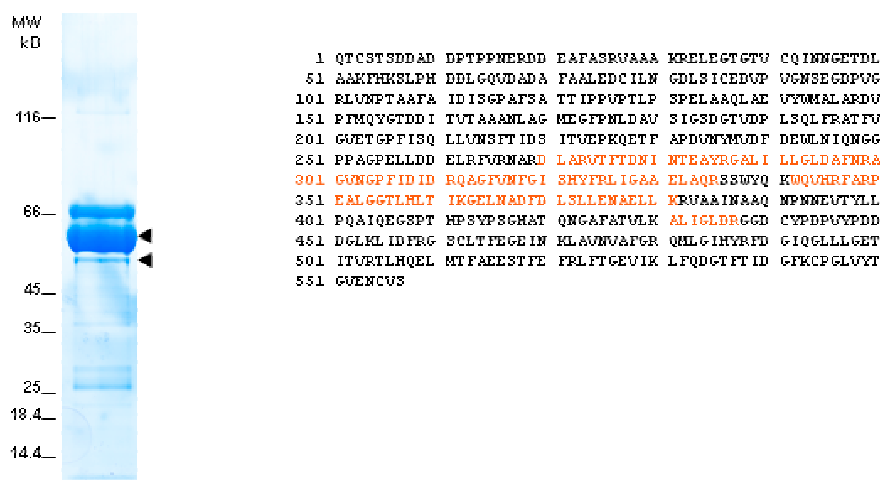 MW
kD
116
66
45
35
25
18.4
14.4
1 QTCSTSDDAD DPTPPNERDD EAFASRVAAA KRELEGTGTV CQINNGETDL
51 AAKFHKSLPH DDLGQVDADA FAALEDCILN GDLSICEDVP VGNSEGDPVG
101 RLVNPTAAFA IDISGPAFSA TTIPPVPTLP SPELAAQLAE VYWMALARDV
151 PFMQYGTDDI TVTAAANLAG MEGFPNLDAV SIGSDGTVDP LSQLFRATFV
201 GVETGPFISQ LLVNSFTIDS ITVEPKQETF APDVNYMVDF DEWLNIQNGG
251 PPAGPELLDD ELRFVRNARD LARVTFTDNI NTEAYRGALI LLGLDAFNRA
301 GVNGPFIDID RQAGFVNFGI SHYFRLIGAA ELAQRSSWYQ KWQVHRFARP
351 EALGGTLHLT IKGELNADFD LSLLENAELL KRVAAINAAQ NPNNEVTYLL
401 PQAIQEGSPT HPSYPSGHAT QNGAFATVLK ALIGLDRGGD CYPDPVYPDD
451 DGLKLIDFRG SCLTFEGEIN KLAVNVAFGR QMLGIHYRFD GIQGLLLGET
501 ITVRTLHQEL MTFAEESTFE FRLFTGEVIK LFQDGTFTID GFKCPGLVYT
551 GVENCVS